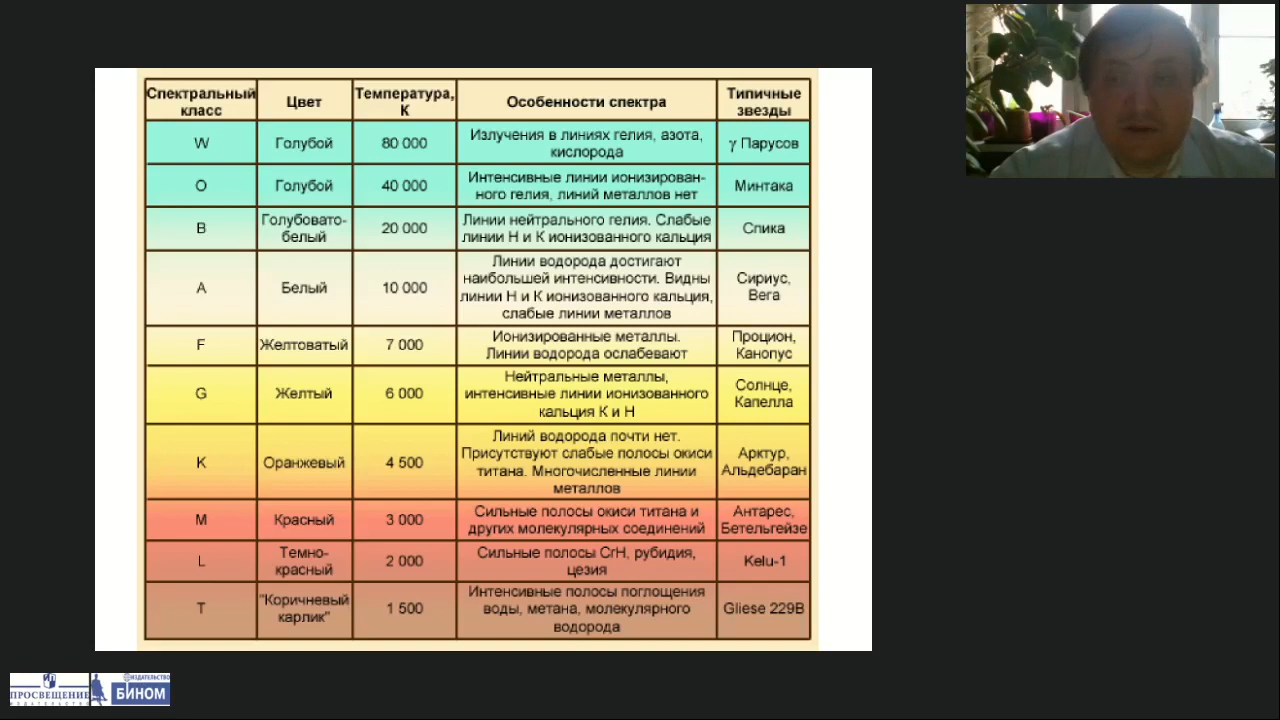 Спектральный класс
Цвет
Температура, К
Особенности спектра
Типичные звезды
W
Голубой
80 000
Излучения в линиях гелия, азота,
кислорода
γ Парусов
O
Голубой
40 000
Интенсивные линии ионизирован-
ного гелия, линий металлов нет
Минтака
B
Голубовато-
белый
20 000
Линии нейтрального гелия. Слабые
линии H и K ионизованного кальция
Спика
A
Белый
10 000
Линии водорода достигают
наибольшей интенсивности. Видны
линии H и K ионизованного кальция,
слабые линии металлов
Сириус,
Вега
F
Желтоватый
7 000
Ионизированные металлы.
Линии водорода ослабевают
Процион,
Канопус
G
Желтый
6 000
Нейтральные металлы,
интенсивные линии ионизованного
кальция K и H
Солнце,
Капелла
K
Оранжевый
4 500
Линий водорода почти нет.
Присутствуют слабые полосы окиси
титана. Многочисленные линии
металлов
Арктур,
Альдебаран
M
Красный
3 000
Сильные полосы окиси титана и
других молекулярных соединений
Антарес,
Бетельгейзе
L
Темно-
красный
2 000
Сильные полосы CrH, рубидия,
цезия
Kelu-1
T
"Коричневый
карлик"
1 500
Интенсивные полосы поглощения
воды, метана, молекулярного
водорода
Gliese 229B
ПРОСВЕЩЕНИЕ
ИЗДАТЕЛЬСТВО
ИЗДАТЕЛЬСТВО
БИНОМ